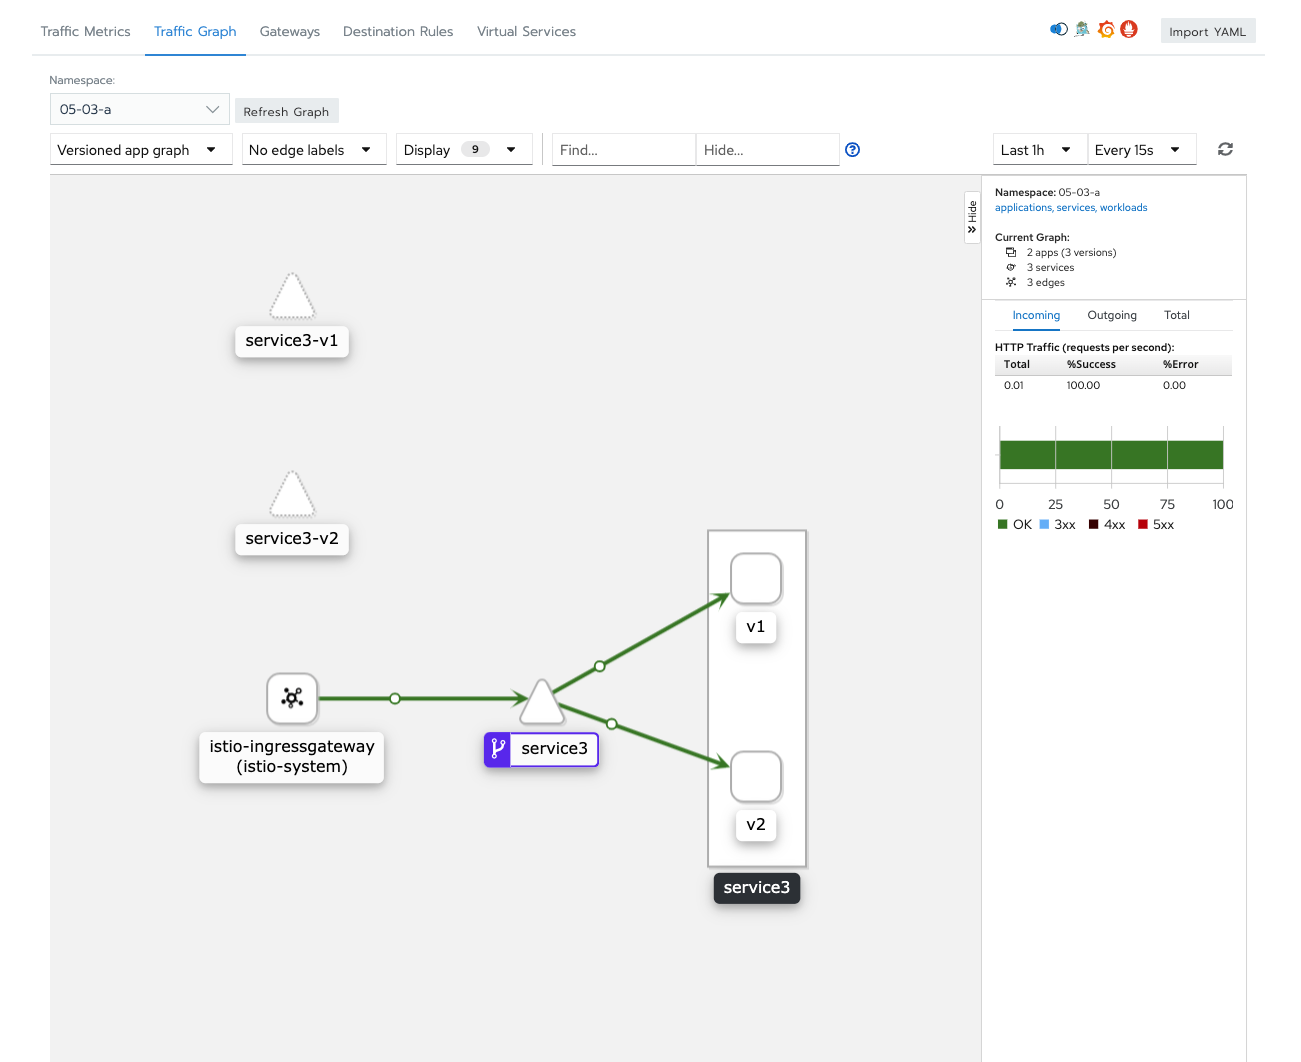 Traffic Metrics Traffic Graph Gateways Destination Rules Virtual Services Import YAML
Namespace:
05-03-a Refresh Graph
Versioned app graph No edge labels Display 9 Find... Hide... Last 1h Every 15s
Hide
Namespace: 05-03-a
applications, services, workloads
Current Graph:
2 apps (3 versions)
3 services
3 edges
Incoming Outgoing Total
HTTP Traffic (requests per second):
Total %Success %Error
0.01 100.00 0.00
0 25 50 75 100
OK 3xx 4xx 5xx
service3-v1
service3-v2
v1
istio-ingressgateway
(istio-system)
service3
v2
service3